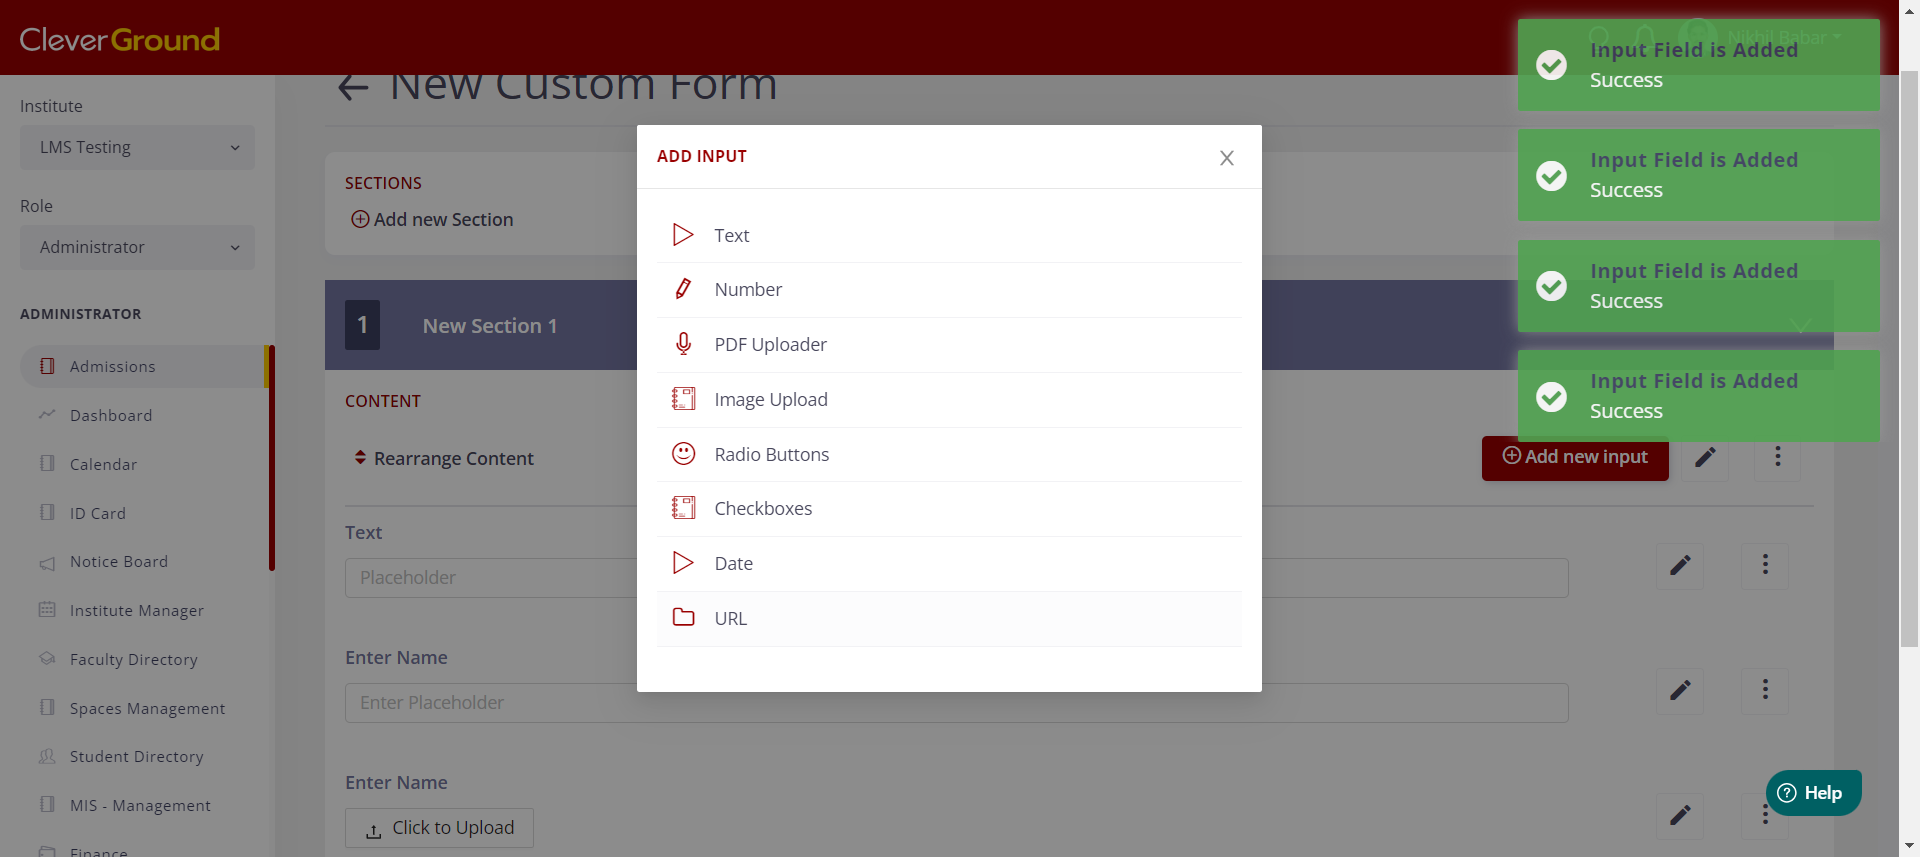 CleverGround
Nikhil Babar
Institute
LMS Testing
Role
Administrator
ADMINISTRATOR
Admissions
Dashboard
Calendar
ID Card
Notice Board
Institute Manager
Faculty Directory
Spaces Management
Student Directory
MIS - Management
Finance
New Custom Form
SECTIONS
Add new Section
1
New Section 1
CONTENT
Rearrange Content
Add new input
Text
Placeholder
Enter Name
Enter Placeholder
Enter Name
Click to Upload
ADD INPUT
Text
Number
PDF Uploader
Image Upload
Radio Buttons
Checkboxes
Date
URL
Input Field is Added
Success
Input Field is Added
Success
Input Field is Added
Success
Input Field is Added
Success
Help